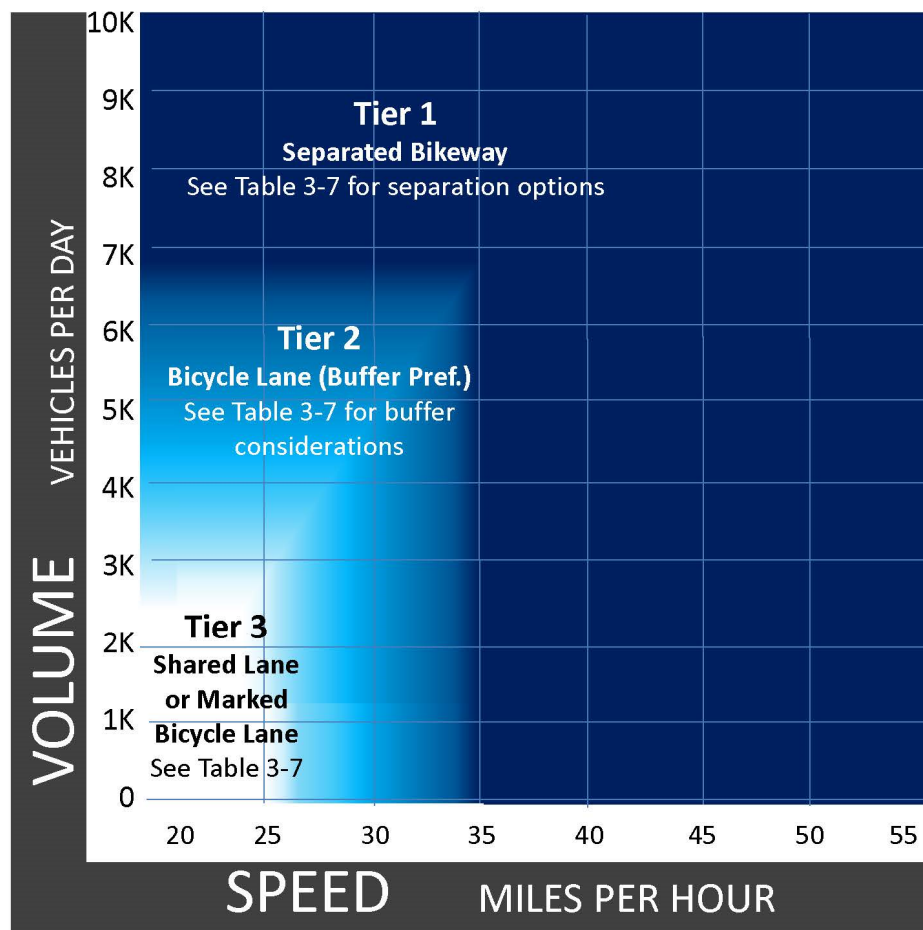 10K
9K
8K
7K
6K
5K
4K
3K
2K
1K
0
VOLUME VEHICLES PER DAY
Tier 1
Separated Bikeway
See Table 3-7 for separation options
Tier 2
Bicycle Lane (Buffer Pref.)
See Table 3-7 for buffer
considerations
Tier 3
Shared Lane
or Marked
Bicycle Lane
See Table 3-7
20 25 30 35 40 45 50 55
SPEED MILES PER HOUR